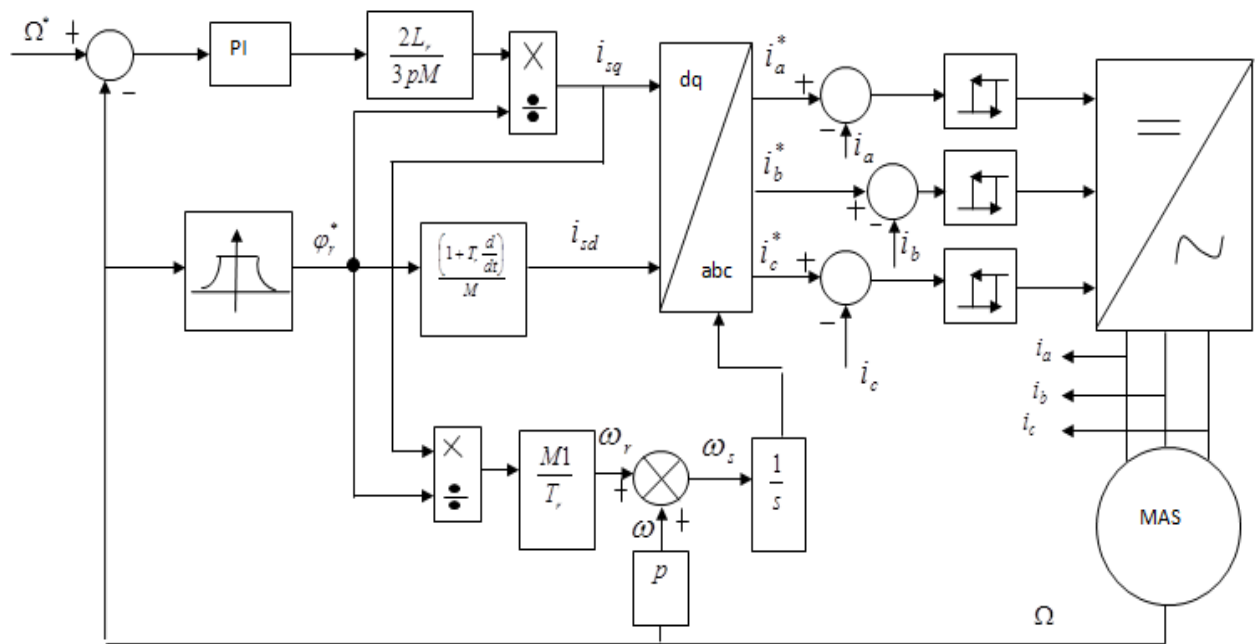 Ω* +
−
PI
2L_r / 3pM
×
÷
i_sq
dq
abc
i_a*
+
−
i_a
i_b*
+
−
i_b
i_c*
+
−
i_c
=
~
φ_r*
(1+T_r d/dt) / M
i_sd
×
÷
M1 / T_r
ω_r
+
+
ω
p
ω_s
1 / s
i_a
i_b
i_c
MAS
Ω